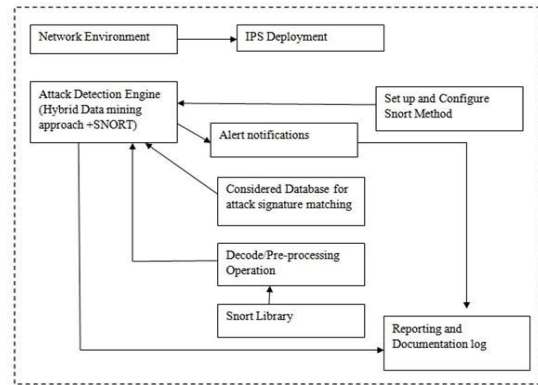 Network Environment
IPS Deployment
Attack Detection Engine
(Hybrid Data mining
approach +SNORT)
Set up and Configure
Snort Method
Alert notifications
Considered Database for
attack signature matching
Decode/Pre-processing
Operation
Snort Library
Reporting and
Documentation log